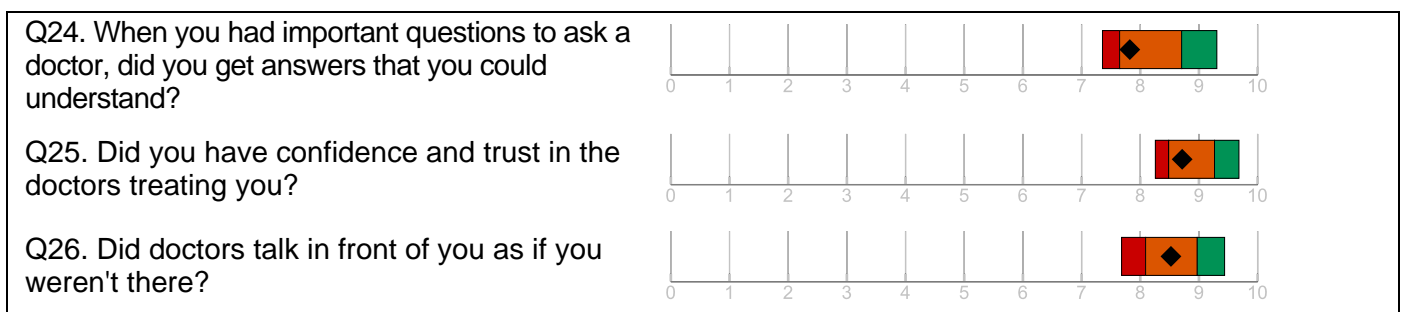 Q24. When you had important questions to ask a
doctor, did you get answers that you could
understand?
0 1 2 3 4 5 6 7 8 9 10
Q25. Did you have confidence and trust in the
doctors treating you?
0 1 2 3 4 5 6 7 8 9 10
Q26. Did doctors talk in front of you as if you
weren't there?
0 1 2 3 4 5 6 7 8 9 10